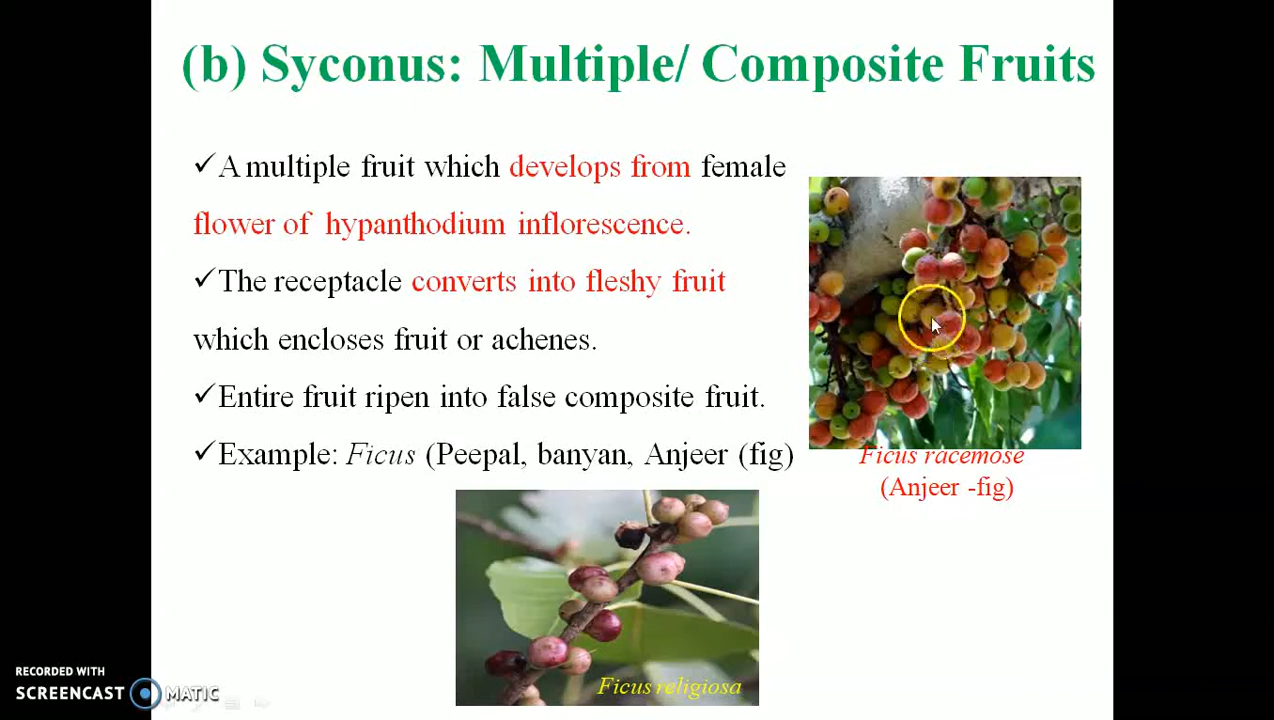 (b) Syconus: Multiple/ Composite Fruits
✓A multiple fruit which develops from female
flower of hypanthodium inflorescence.
✓The receptacle converts into fleshy fruit
which encloses fruit or achenes.
✓Entire fruit ripen into false composite fruit.
✓Example: Ficus (Peepal, banyan, Anjeer (fig)
Ficus racemose
(Anjeer -fig)
Ficus religiosa
RECORDED WITH
SCREENCAST MATIC